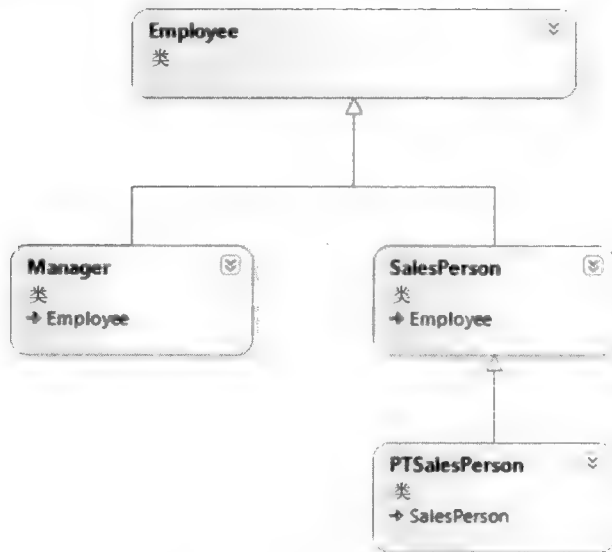 Employee
类
Manager
类
→ Employee
SalesPerson
类
→ Employee
PTSalesPerson
类
→ SalesPerson